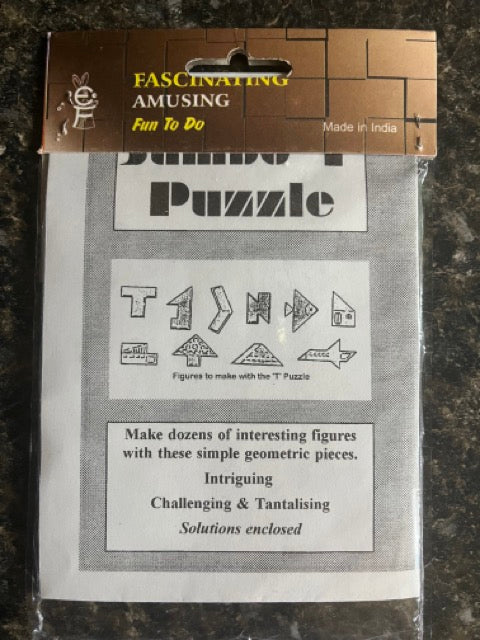 FASCINATING
AMUSING
Fun To Do
Made in India
Jumbo T
Puzzle
Figures to make with the 'T' Puzzle
Make dozens of interesting figures
with these simple geometric pieces.
Intriguing
Challenging & Tantalising
Solutions enclosed